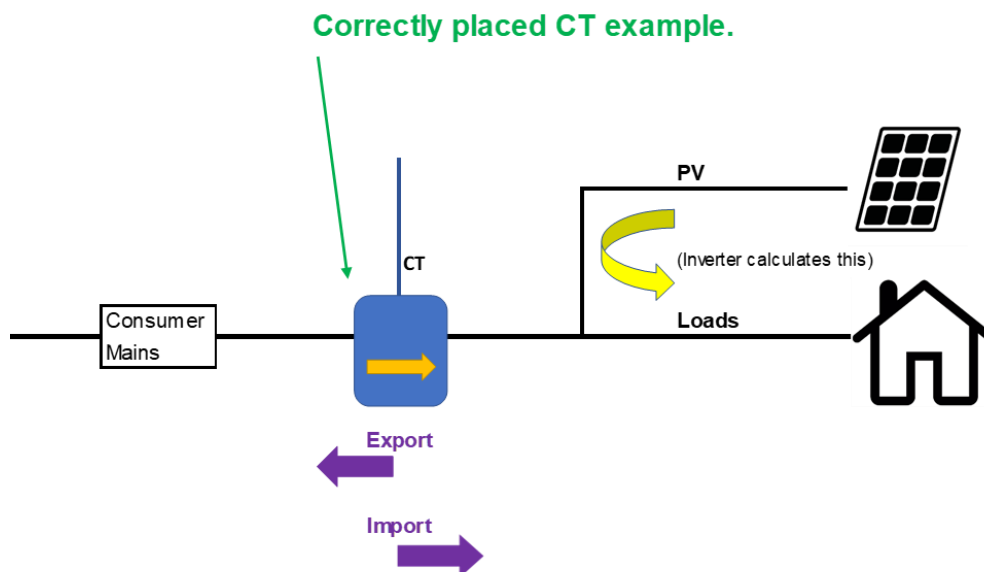 Correctly placed CT example.
PV
CT
(Inverter calculates this)
Consumer
Mains
Loads
Export
Import